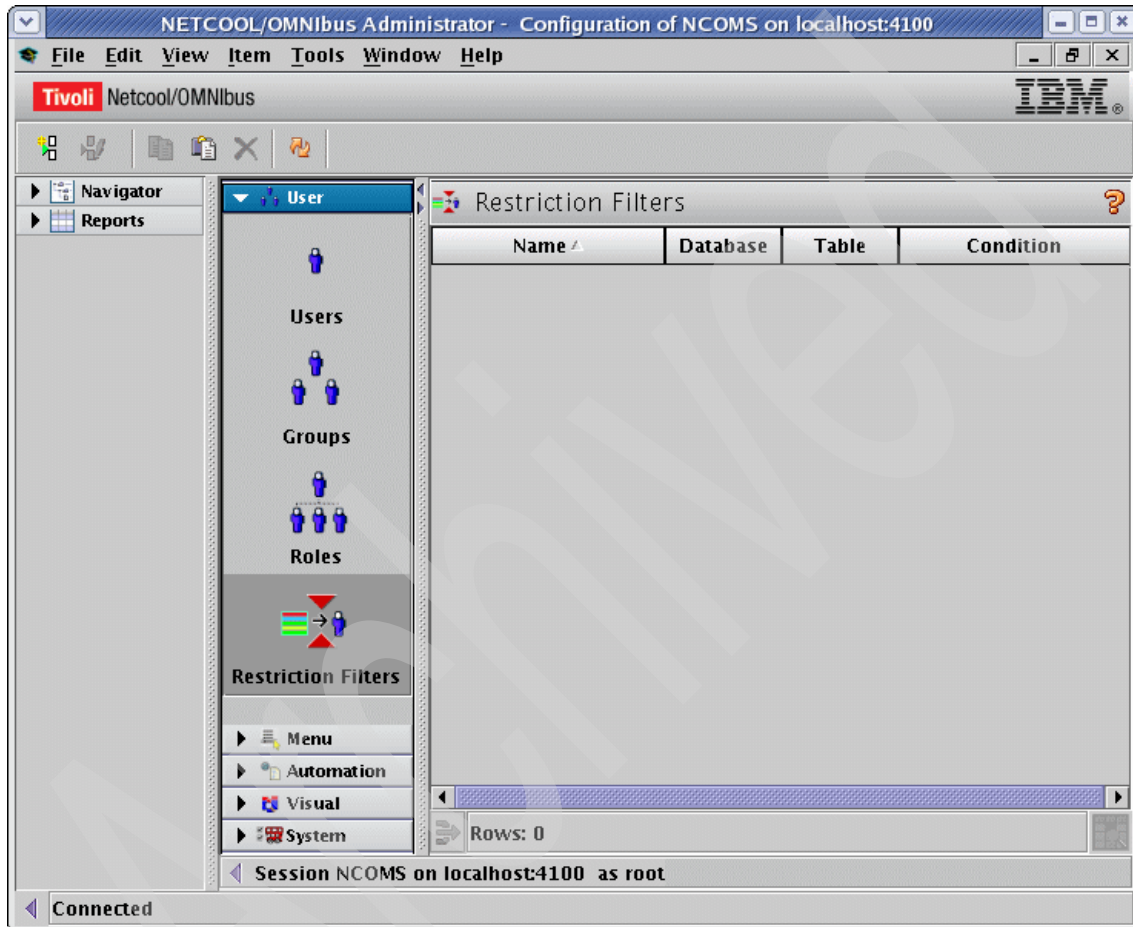 NETCOOL/OMNIbus Administrator - Configuration of NCOMS on localhost:4100
File Edit View Item Tools Window Help
Tivoli Netcool/OMNIbus IBM®
Navigator
Reports
User
Users
Groups
Roles
Restriction Filters
Menu
Automation
Visual
System
Restriction Filters ?
Name Database Table Condition
Rows: 0
Session NCOMS on localhost:4100 as root
Connected
Archived